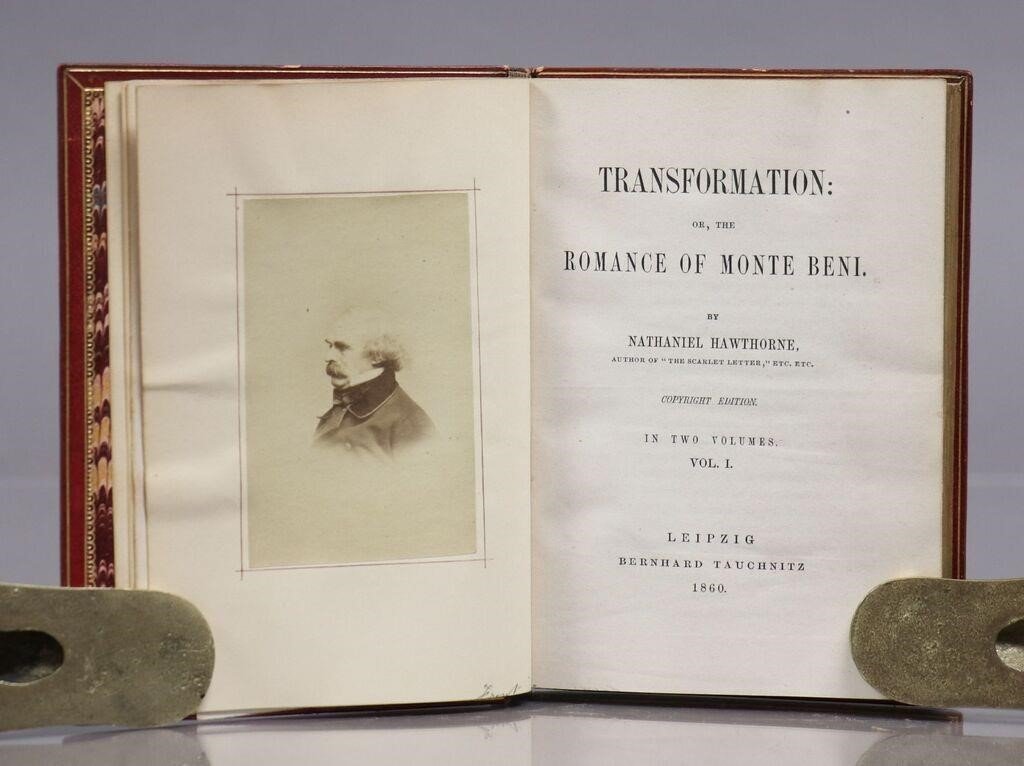 TRANSFORMATION:
OR, THE
ROMANCE OF MONTE BENI.
BY
NATHANIEL HAWTHORNE,
AUTHOR OF "THE SCARLET LETTER," ETC. ETC.
COPYRIGHT EDITION.
IN TWO VOLUMES.
VOL. I.
LEIPZIG
BERNHARD TAUCHNITZ
1860.